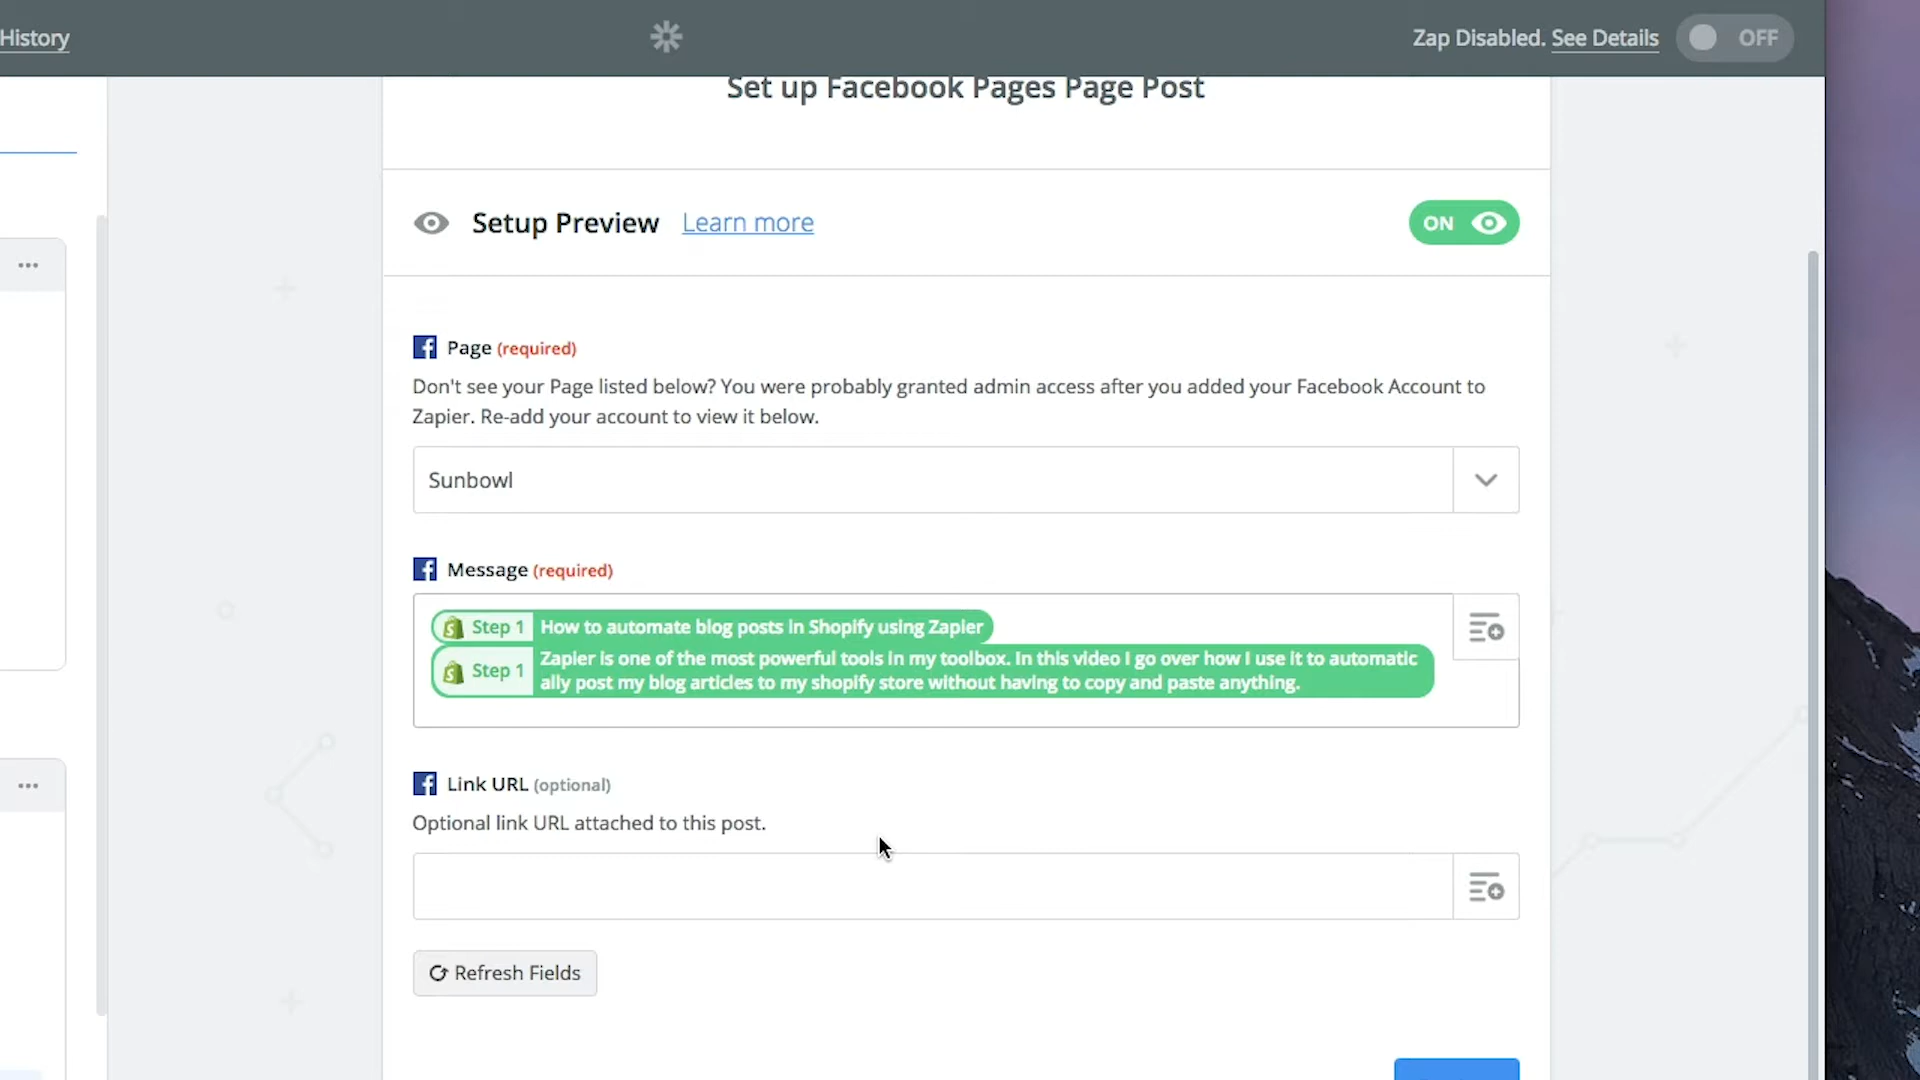 History
Zap Disabled. See Details
OFF
Set up Facebook Pages Page Post
Setup Preview Learn more
ON
Page (required)
Don't see your Page listed below? You were probably granted admin access after you added your Facebook Account to
Zapier. Re-add your account to view it below.
Sunbowl
Message (required)
Step 1 How to automate blog posts in Shopify using Zapier
Step 1 Zapier is one of the most powerful tools in my toolbox. In this video I go over how I use it to automatic
ally post my blog articles to my shopify store without having to copy and paste anything.
Link URL (optional)
Optional link URL attached to this post.
Refresh Fields